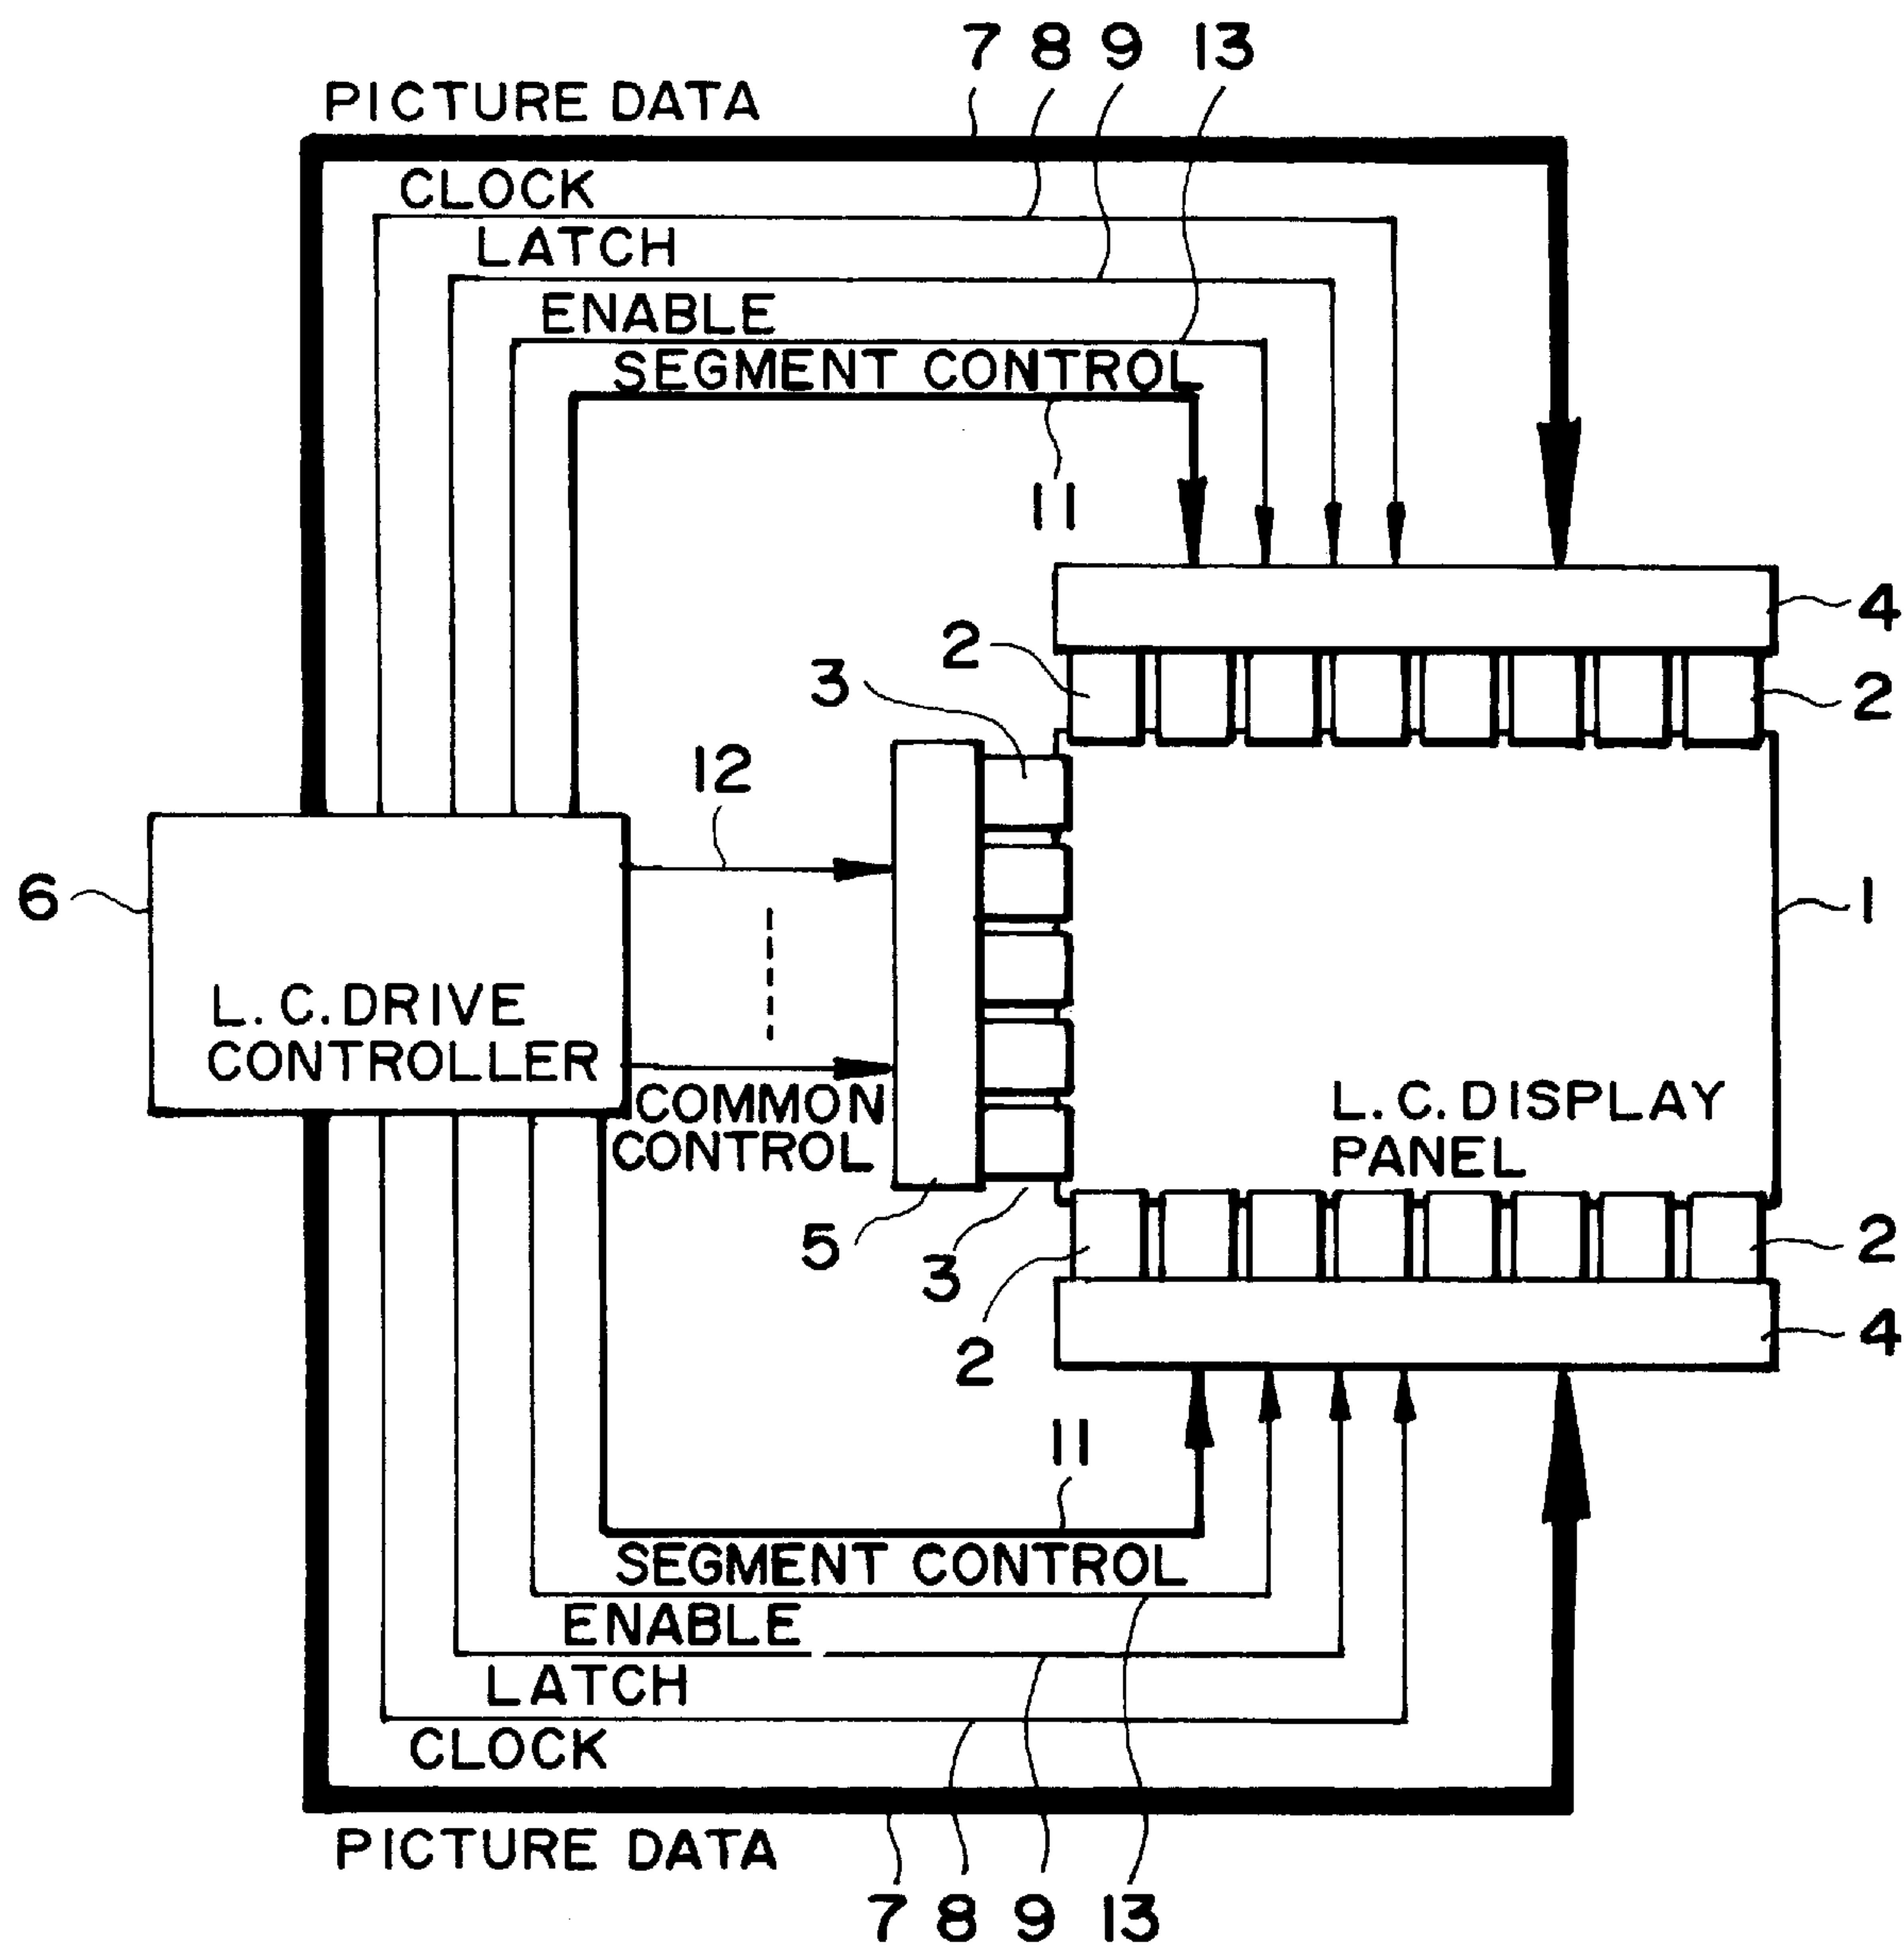 7 8 9 13
PICTURE DATA
CLOCK
LATCH
ENABLE
SEGMENT CONTROL
11
4
2
2
3
12
6
1
L. C. DRIVE
CONTROLLER
COMMON
CONTROL
L. C. DISPLAY
PANEL
5
3
2
2
4
11
SEGMENT CONTROL
ENABLE
LATCH
CLOCK
PICTURE DATA
7 8 9 13